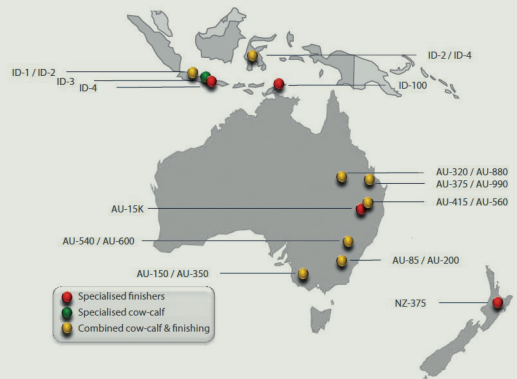 ID-2 / ID-4
ID-1 / ID-2
ID-3
ID-4
ID-100
AU-320 / AU-880
AU-375 / AU-990
AU-415 / AU-560
AU-15K
AU-540 / AU-600
AU-85 / AU-200
AU-150 / AU-350
NZ-375
Specialised finishers
Specialised cow-calf
Combined cow-calf & finishing